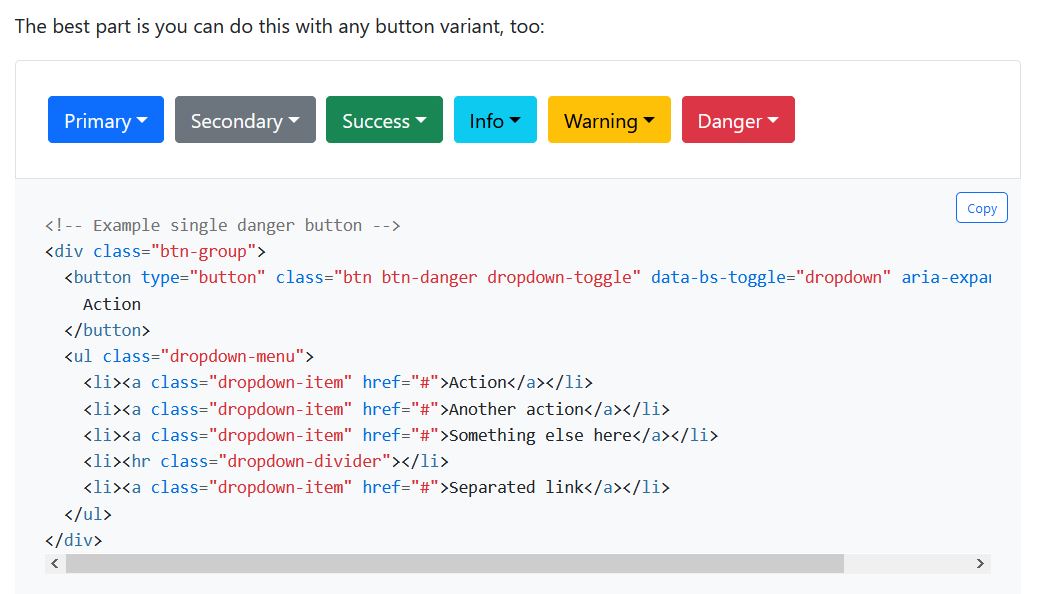 The best part is you can do this with any button variant, too:
Primary Secondary Success Info Warning Danger
Copy
<!-- Example single danger button -->
<div class="btn-group">
  <button type="button" class="btn btn-danger dropdown-toggle" data-bs-toggle="dropdown" aria-expan
    Action
  </button>
  <ul class="dropdown-menu">
    <li><a class="dropdown-item" href="#">Action</a></li>
    <li><a class="dropdown-item" href="#">Another action</a></li>
    <li><a class="dropdown-item" href="#">Something else here</a></li>
    <li><hr class="dropdown-divider"></li>
    <li><a class="dropdown-item" href="#">Separated link</a></li>
  </ul>
</div>